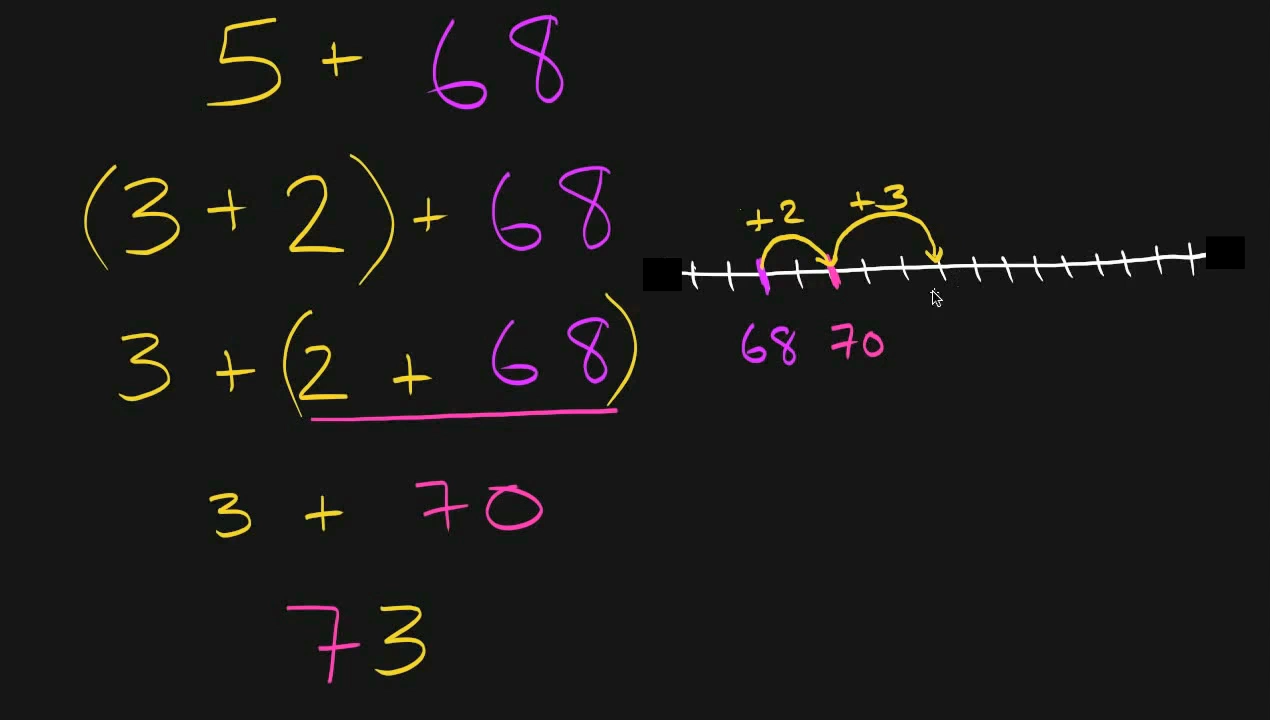 5 + 68
(3 + 2) + 68
3 + (2 + 68)
3 + 70
73
+2 +3
68 70